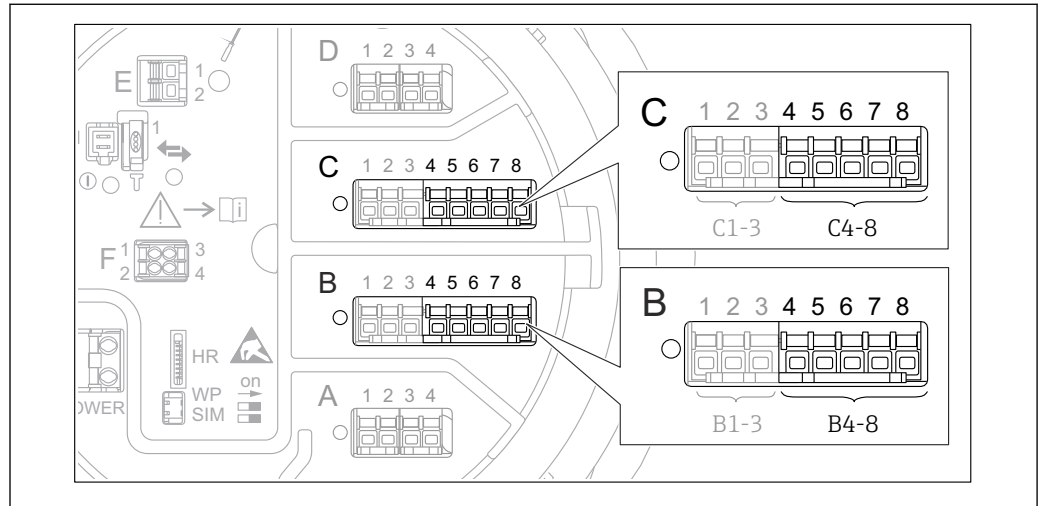 D 1 2 3 4
E 1
2
1
C 1 2 3 4 5 6 7 8
C 1 2 3 4 5 6 7 8
C1-3 C4-8
i
F 1 3
2 4
B 1 2 3 4 5 6 7 8
B 1 2 3 4 5 6 7 8
B1-3 B4-8
HR
WP on
SIM
OWER
A 1 2 3 4